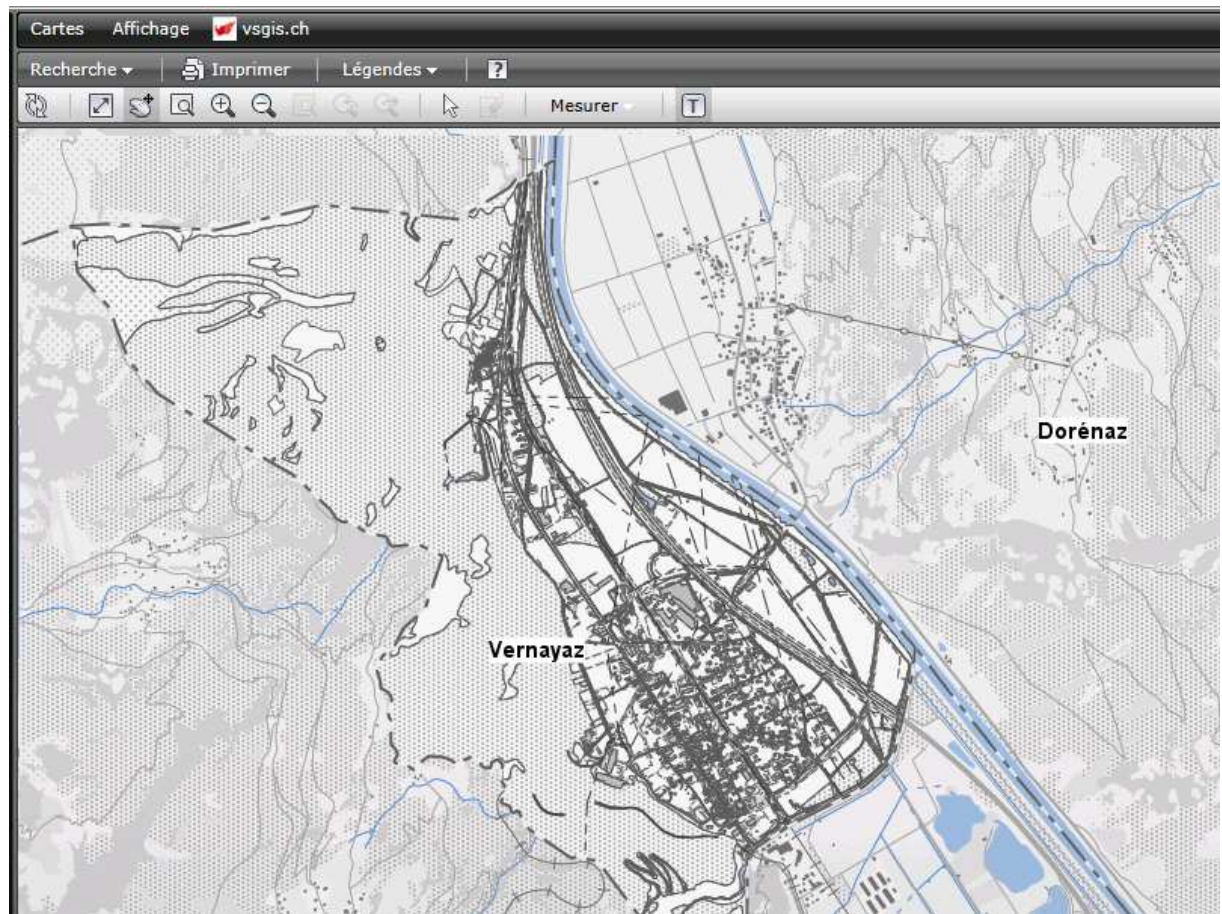 Cartes Affichage vsgis.ch
Recherche Imprimer Légendes ?
Mesurer T
Dorénaz
Vernayaz